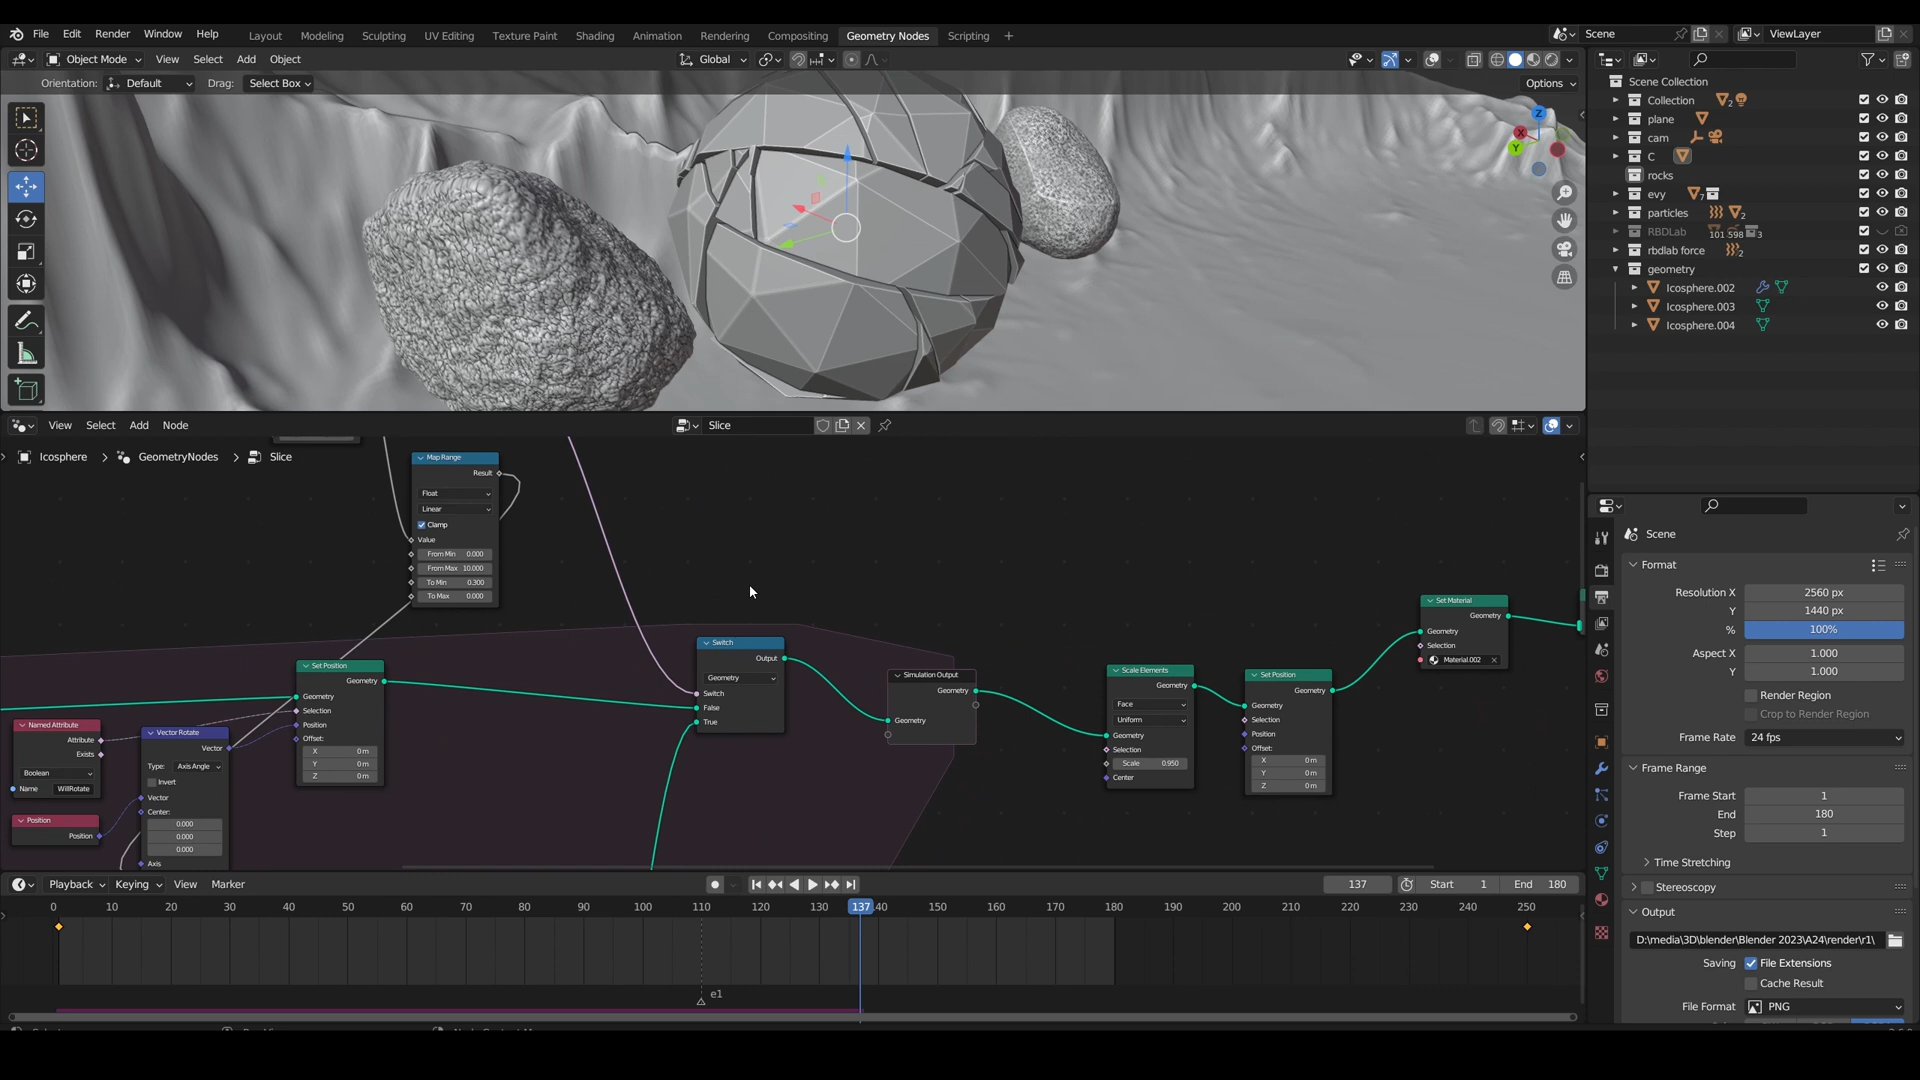 File Edit Render Window Help Layout Modeling Sculpting UV Editing Texture Paint Shading Animation Rendering Compositing Geometry Nodes Scripting + Scene ViewLayer
Object Mode View Select Add Object Global
Orientation: Default Drag: Select Box Options
Z
X
Y
Scene Collection
Collection 2
plane
cam
C
rocks
evy 7
particles 2
RBDLab 101 598 3
rbdlab force 2
geometry
Icosphere.002
Icosphere.003
Icosphere.004
View Select Add Node Slice
Icosphere > GeometryNodes > Slice
Map Range
Result
Float
Linear
Clamp
Value
From Min 0.000
From Max 10.000
To Min 0.300
To Max 0.000
Set Position
Geometry
Geometry
Selection
Position
Offset:
X 0 m
Y 0 m
Z 0 m
Named Attribute
Attribute
Exists
Boolean
Name WillRotate
Position
Position
Vector Rotate
Vector
Type: Axis Angle
Invert
Vector
Center:
0.000
0.000
0.000
Axis
Switch
Output
Geometry
Switch
False
True
Simulation Output
Geometry
Geometry
Scale Elements
Geometry
Face
Uniform
Geometry
Selection
Scale 0.950
Center
Set Position
Geometry
Geometry
Selection
Position
Offset:
X 0 m
Y 0 m
Z 0 m
Set Material
Geometry
Geometry
Selection
Material.002
Scene
Format
Resolution X 2560 px
Y 1440 px
% 100%
Aspect X 1.000
Y 1.000
Render Region
Crop to Render Region
Frame Rate 24 fps
Frame Range
Frame Start 1
End 180
Step 1
Time Stretching
Stereoscopy
Output
D:\media\3D\blender\Blender 2023\A24\render\r1\
Saving File Extensions
Cache Result
File Format PNG
Playback Keying View Marker 137 Start 1 End 180
0 10 20 30 40 50 60 70 80 90 100 110 120 130 137 40 150 160 170 180 190 200 210 220 230 240 250
e1